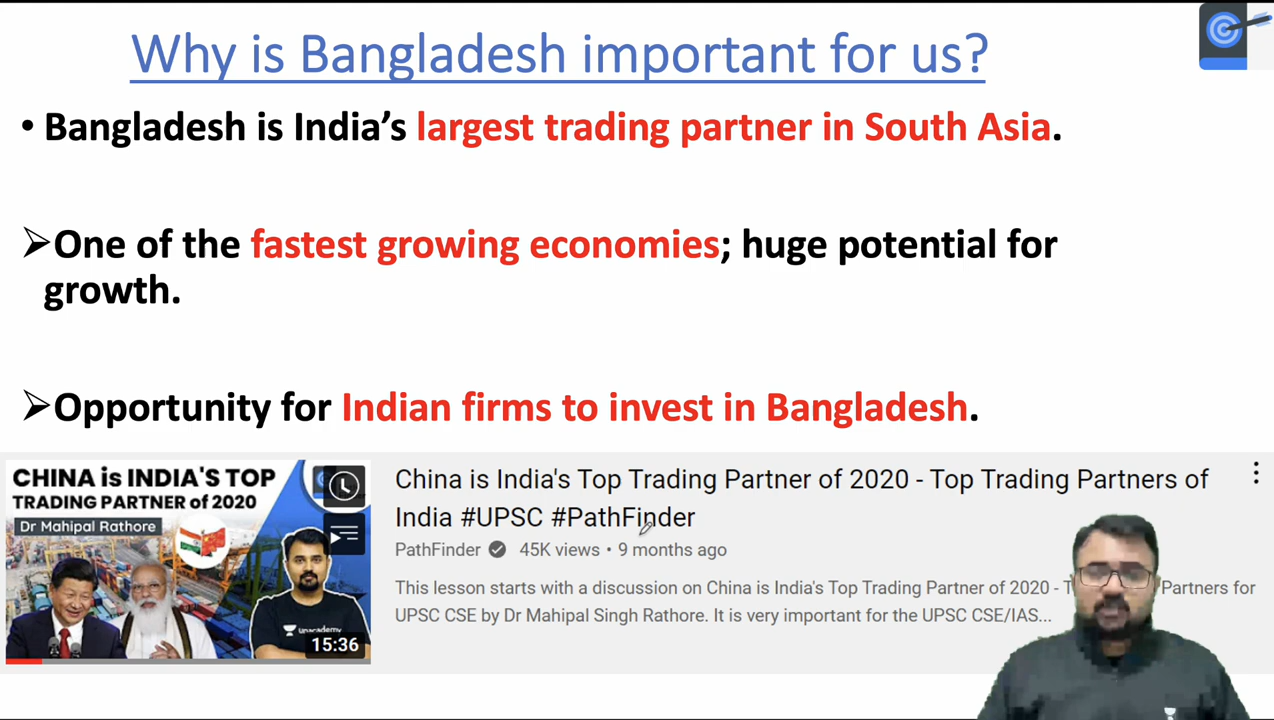 Why is Bangladesh important for us?
• Bangladesh is India’s largest trading partner in South Asia.
➢One of the fastest growing economies; huge potential for
growth.
➢Opportunity for Indian firms to invest in Bangladesh.
CHINA is INDIA'S TOP
TRADING PARTNER of 2020
Dr Mahipal Rathore
unacademy
15:36
China is India's Top Trading Partner of 2020 - Top Trading Partners of
India #UPSC #PathFinder
PathFinder
45K views • 9 months ago
This lesson starts with a discussion on China is India's Top Trading Partner of 2020 - Partners for
UPSC CSE by Dr Mahipal Singh Rathore. It is very important for the UPSC CSE/IAS...